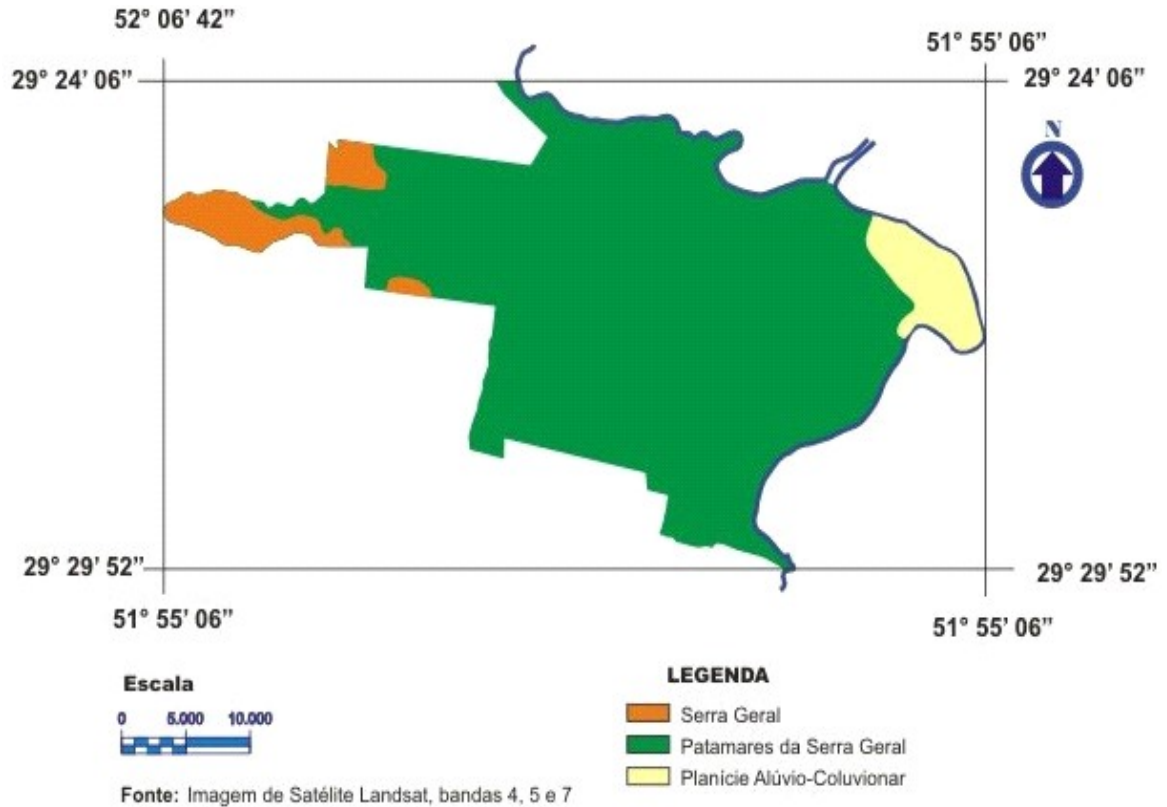 52° 06’ 42”
51° 55’ 06”
29° 24’ 06”
29° 24’ 06”
N
29° 29’ 52”
29° 29’ 52”
51° 55’ 06”
51° 55’ 06”
Escala
0 5.000 10.000
Fonte: Imagem de Satélite Landsat, bandas 4, 5 e 7
LEGENDA
Serra Geral
Patamares da Serra Geral
Planície Alúvio-Coluvionar